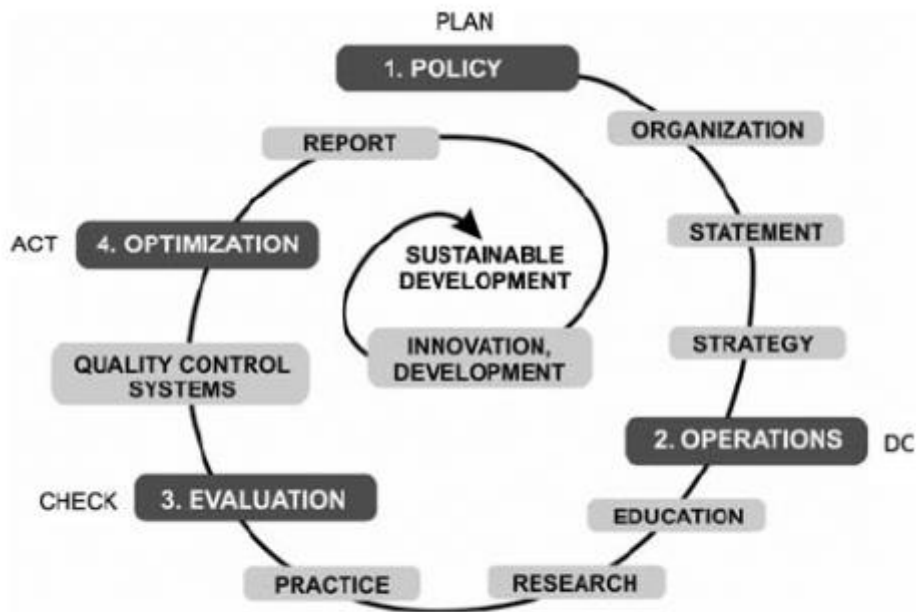 PLAN
1. POLICY
ORGANIZATION
REPORT
STATEMENT
ACT
4. OPTIMIZATION
SUSTAINABLE
DEVELOPMENT
STRATEGY
INNOVATION,
DEVELOPMENT
QUALITY CONTROL
SYSTEMS
2. OPERATIONS
DO
CHECK
3. EVALUATION
EDUCATION
PRACTICE
RESEARCH